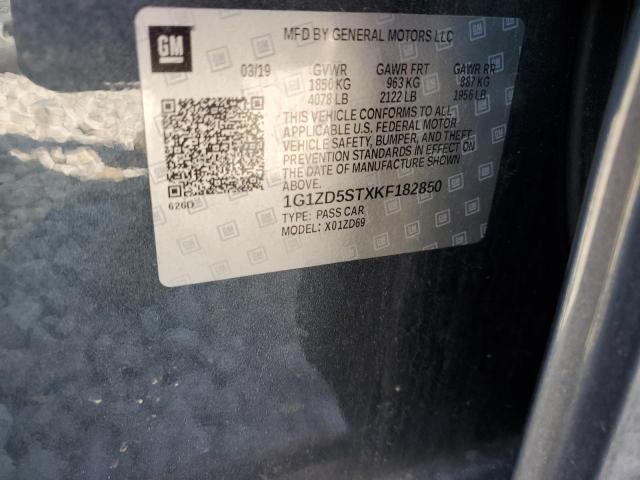 GM
MFD BY GENERAL MOTORS LLC
03/19 GVWR GAWR FRT GAWR RR
1850 KG 963 KG 887 KG
4078 LB 2122 LB 1956 LB
THIS VEHICLE CONFORMS TO ALL
APPLICABLE U.S. FEDERAL MOTOR
VEHICLE SAFETY, BUMPER, AND THEFT
PREVENTION STANDARDS IN EFFECT ON
THE DATE OF MANUFACTURE SHOWN ABOVE.
626D
1G1ZD5STXKF182850
TYPE: PASS CAR
MODEL: X01ZD69